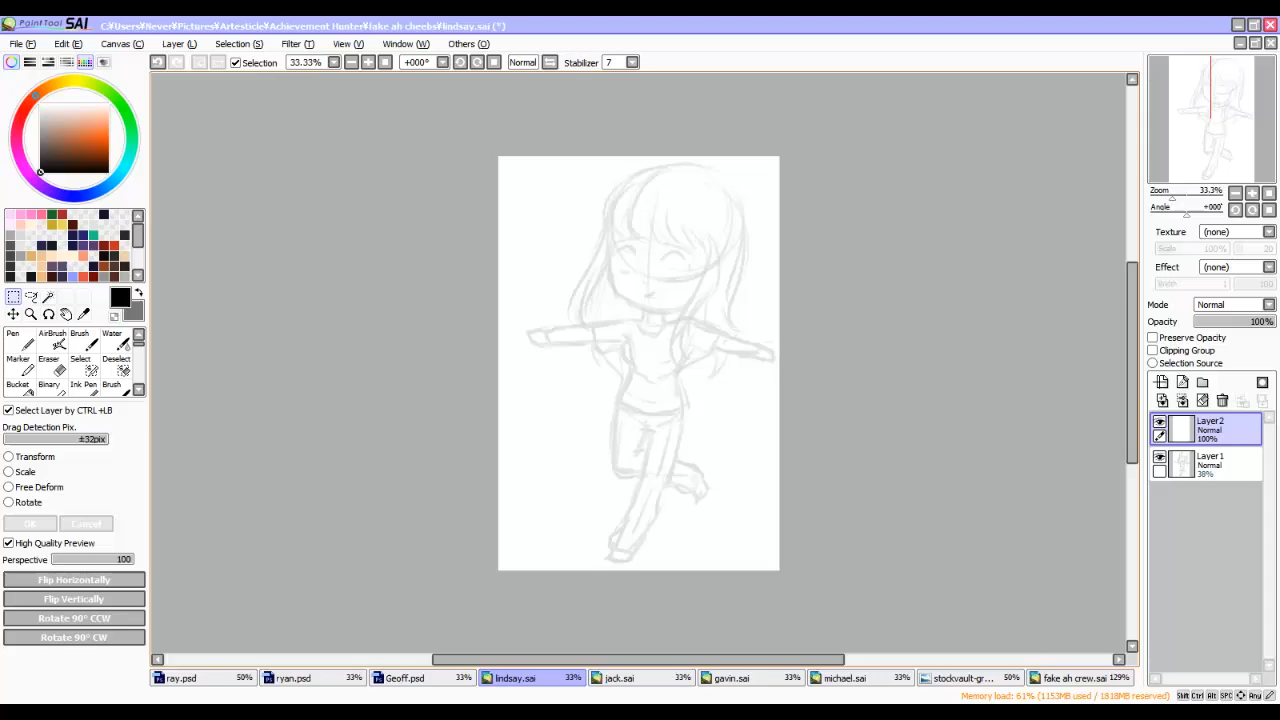 PaintTool SAI C:¥Users¥Never¥Pictures¥Artesticle¥Achievement Hunter¥fake ah cheebs¥lindsay.sai (*)
File (F) Edit (E) Canvas (C) Layer (L) Selection (S) Filter (T) View (V) Window (W) Others (O)
Selection 33.33% +000° Normal Stabilizer 7
Zoom 33.3%
Angle +000°
Texture (none)
Scale 100% 20
Effect (none)
Width 1 100
Mode Normal
Opacity 100%
Preserve Opacity
Clipping Group
Selection Source
Layer2
Normal
100%
Layer1
Normal
38%
Pen AirBrush Brush Water
Marker Eraser Select Deselect
Bucket Binary Ink Pen Brush
Select Layer by CTRL +LB
Drag Detection Pix.
±32pix
Transform
Scale
Free Deform
Rotate
OK Cancel
High Quality Preview
Perspective 100
Flip Horizontally
Flip Vertically
Rotate 90° CCW
Rotate 90° CW
ray.psd 50% ryan.psd 33% Geoff.psd 33% lindsay.sai 33% jack.sai 33% gavin.sai 33% michael.sai 33% stockvault-gr... 50% fake ah crew.sai 129%
Memory load: 61% (1153MB used / 1818MB reserved) Shift Ctrl Alt SPC Any